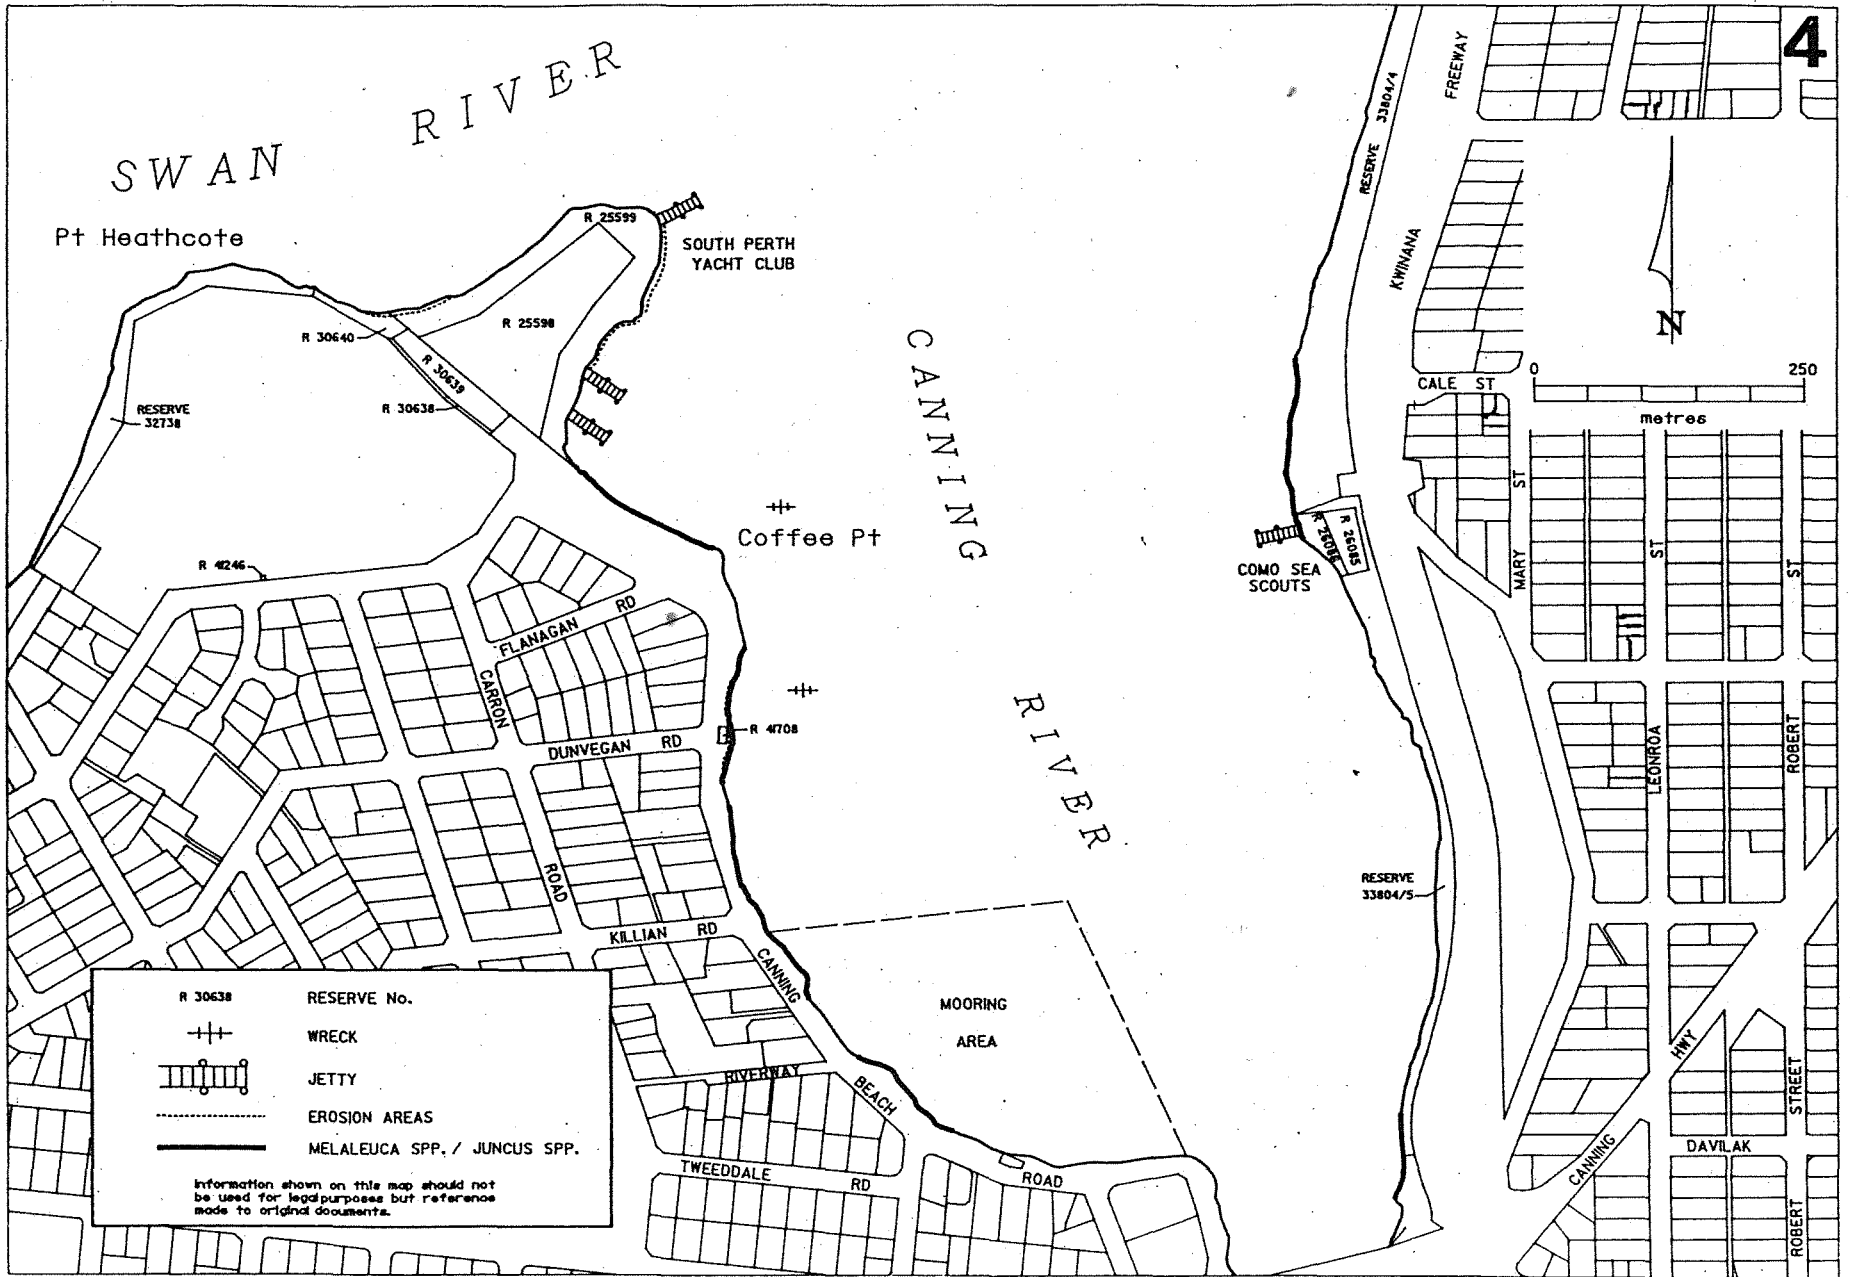 4
SWAN RIVER
Pt Heathcote
R 25599
SOUTH PERTH
YACHT CLUB
R 25598
R 30640
R 30639
R 30638
RESERVE
32738
R 41246
Coffee Pt
CANNING RIVER
RESERVE 33804/4
KWINANA FREEWAY
N
0 250
metres
CALE ST
MARY ST
R 26086
R 26085
COMO SEA
SCOUTS
FLANAGAN RD
CARRON ROAD
DUNVEGAN RD
R 41708
KILLIAN RD
CANNING BEACH ROAD
RIVERWAY
TWEEDDALE RD
MOORING
AREA
RESERVE
33804/5
LEONROA ST
ROBERT ST
CANNING HWY
DAVILAK
ROBERT STREET
R 30638 RESERVE No.
WRECK
JETTY
EROSION AREAS
MELALEUCA SPP. / JUNCUS SPP.
Information shown on this map should not
be used for legal purposes but reference
made to original documents.